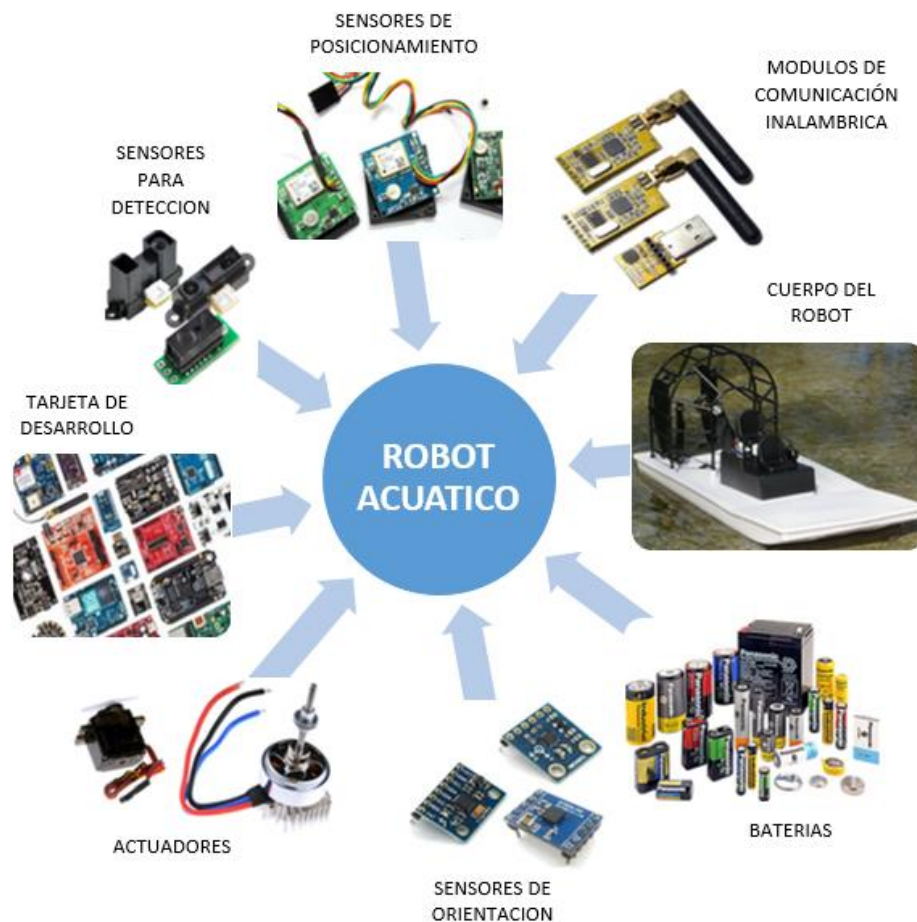 SENSORES DE
POSICIONAMIENTO
MODULOS DE
COMUNICACIÓN
INALAMBRICA
SENSORES
PARA
DETECCION
CUERPO DEL
ROBOT
TARJETA DE
DESARROLLO
ROBOT
ACUATICO
ACTUADORES
SENSORES DE
ORIENTACION
BATERIAS